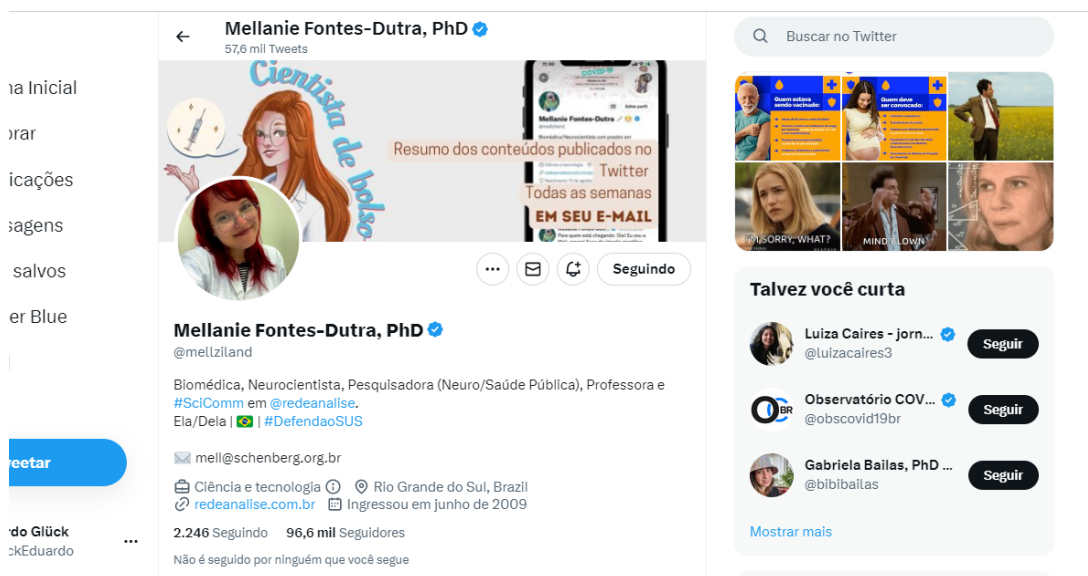 na Inicial
orar
icações
sagens
salvos
er Blue
eetar
do Glück
ckEduardo
Mellanie Fontes-Dutra, PhD
57,6 mil Tweets
Cientista de bolso
Resumo dos conteúdos publicados no
Twitter
Todas as semanas
EM SEU E-MAIL
Seguindo
Mellanie Fontes-Dutra, PhD
@mellziland
Biomédica, Neurocientista, Pesquisadora (Neuro/Saúde Pública), Professora e
#SciComm em @redeanalise.
Ela/Dela | | #DefendaoSUS
mell@schenberg.org.br
Ciência e tecnologia Rio Grande do Sul, Brazil
redeanalise.com.br Ingressou em junho de 2009
2.246 Seguindo 96,6 mil Seguidores
Não é seguido por ninguém que você segue
Buscar no Twitter
Quem estava
sendo vacinado:
Quem deve
ser convocado:
I'M SORRY, WHAT?
MIND BLOWN
Talvez você curta
Luiza Caires - jorn...
@luizacaires3
Seguir
BR
Observatório COV...
@obscovid19br
Seguir
Gabriela Bailas, PhD ...
@bibibailas
Seguir
Mostrar mais